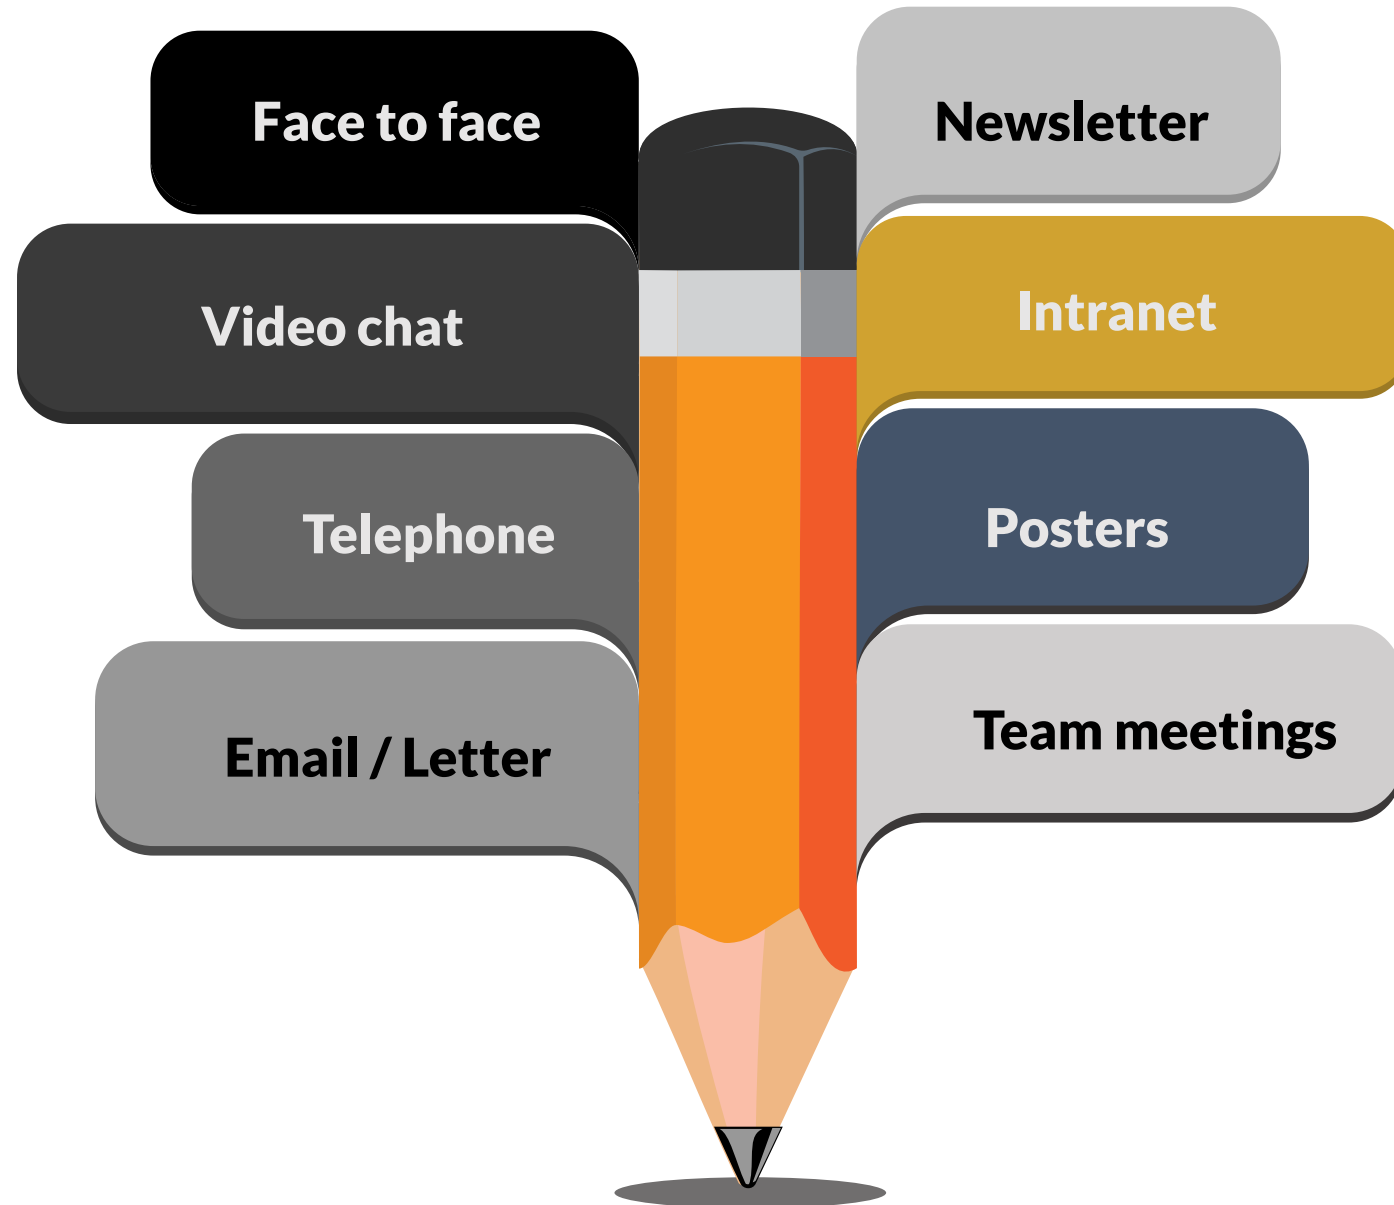 Face to face
Video chat
Telephone
Email / Letter
Newsletter
Intranet
Posters
Team meetings